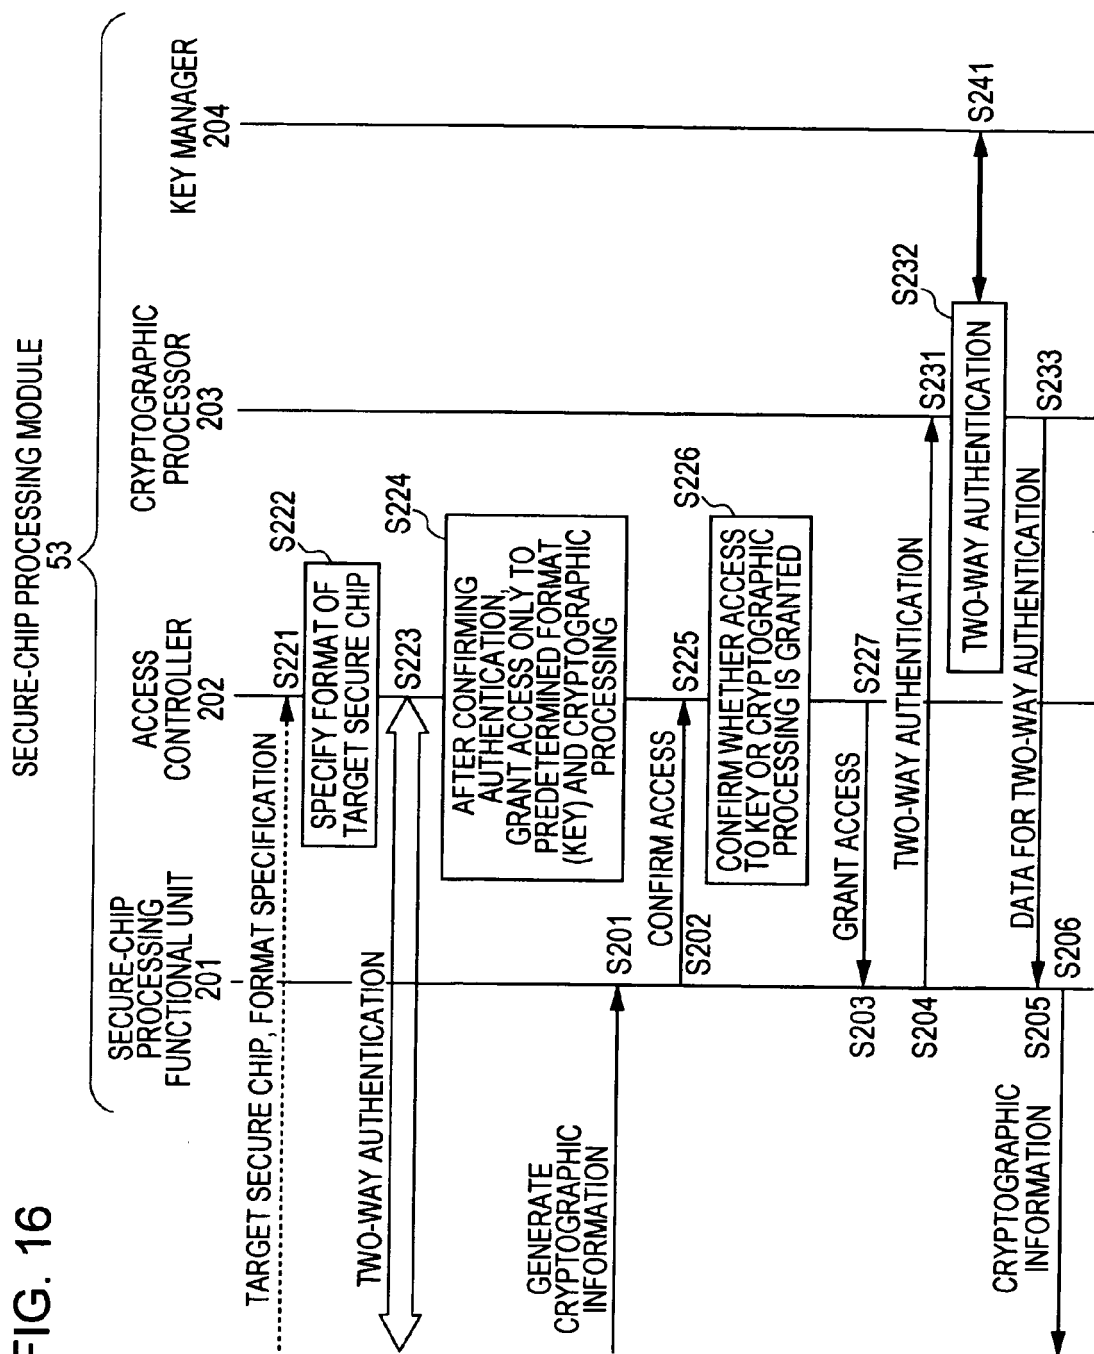 FIG. 16
SECURE-CHIP PROCESSING MODULE
53
SECURE-CHIP
PROCESSING
FUNCTIONAL UNIT
201
ACCESS
CONTROLLER
202
CRYPTOGRAPHIC
PROCESSOR
203
KEY MANAGER
204
TARGET SECURE CHIP, FORMAT SPECIFICATION
S221
S222
SPECIFY FORMAT OF
TARGET SECURE CHIP
TWO-WAY AUTHENTICATION
S223
S224
AFTER CONFIRMING
AUTHENTICATION,
GRANT ACCESS ONLY TO
PREDETERMINED FORMAT
(KEY) AND CRYPTOGRAPHIC
PROCESSING
GENERATE
CRYPTOGRAPHIC
INFORMATION
S201
CONFIRM ACCESS
S202
S225
S226
CONFIRM WHETHER ACCESS
TO KEY OR CRYPTOGRAPHIC
PROCESSING IS GRANTED
S203
GRANT ACCESS
S227
S204
TWO-WAY AUTHENTICATION
S231
S232
TWO-WAY AUTHENTICATION
S241
S205
DATA FOR TWO-WAY AUTHENTICATION
S233
CRYPTOGRAPHIC
INFORMATION
S206